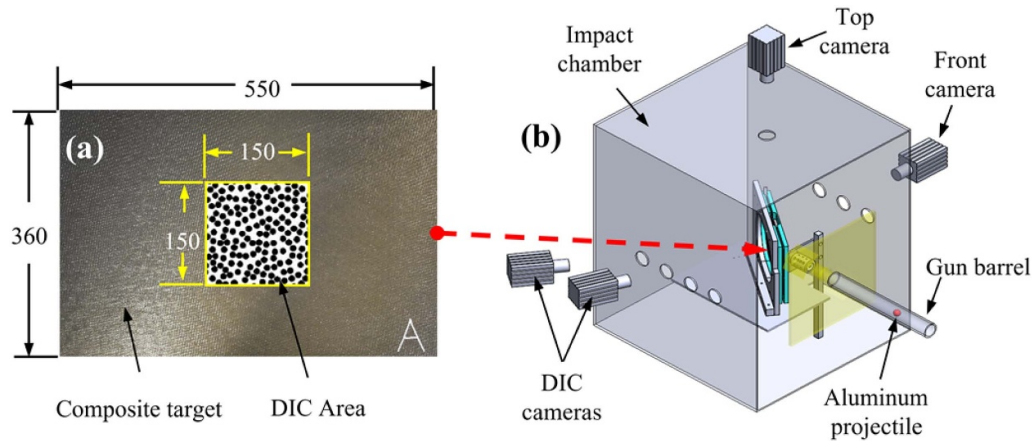 550
(a)
150
360
150
A
Composite target
DIC Area
(b)
Impact
chamber
Top
camera
Front
camera
Gun barrel
DIC
cameras
Aluminum
projectile